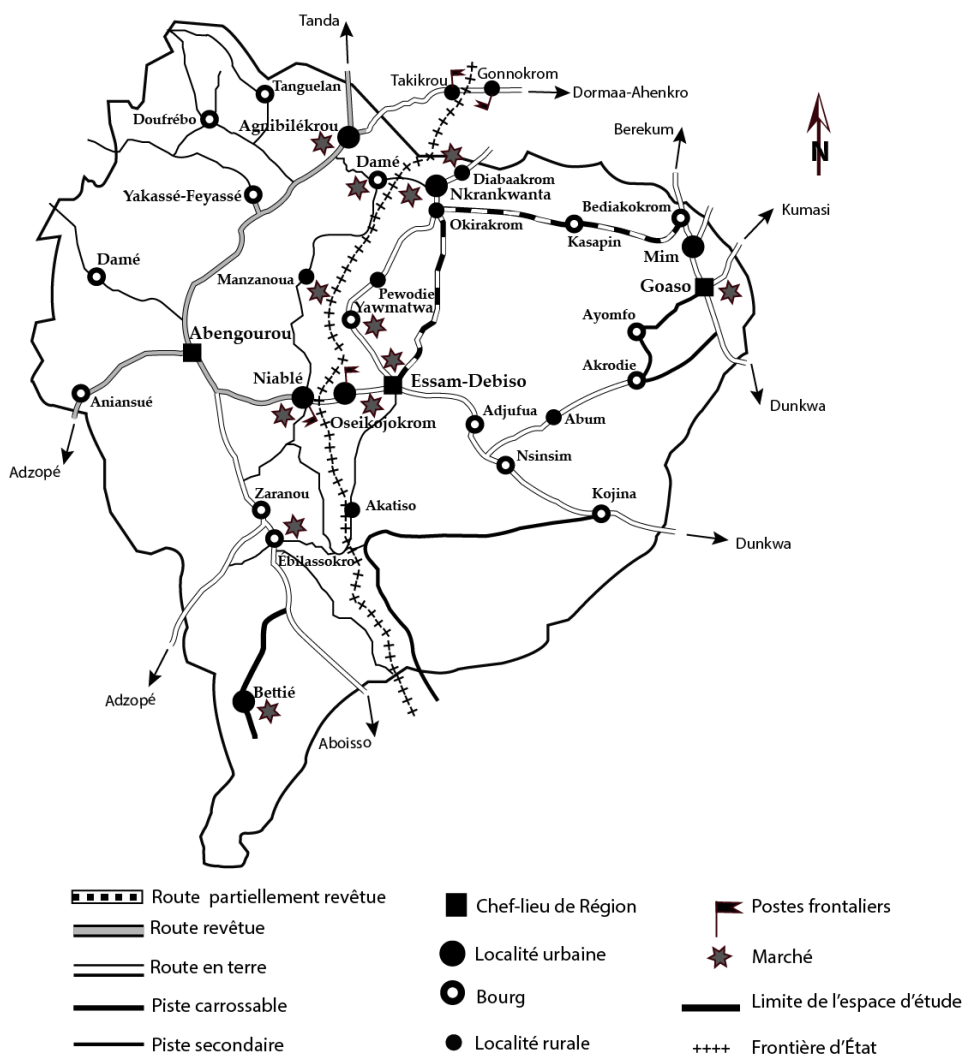 Tanda
Takikrou
Gonnokrom
Tanguelan
Dormaa-Ahenkro
Doufrébo
Agnibilékrou
Berekum
N
Damé
Diabaakrom
Yakassé-Feyassé
Nkrankwanta
Bediakokrom
Kumasi
Okirakrom
Kasapin
Mim
Damé
Manzanoua
Goaso
Pewodie
Yawmatwa
Ayomfo
Abengourou
Akrodie
Niablé
Essam-Debiso
Aniansué
Oseikojokrom
Adjufua
Abum
Dunkwa
Adzopé
Nsinsim
Zaranou
Akatiso
Kojina
Dunkwa
Ébilassokro
Bettié
Adzopé
Aboisso
Route partiellement revêtue
Route revêtue
Route en terre
Piste carrossable
Piste secondaire
Chef-lieu de Région
Localité urbaine
Bourg
Localité rurale
Postes frontaliers
Marché
Limite de l'espace d'étude
Frontière d'État